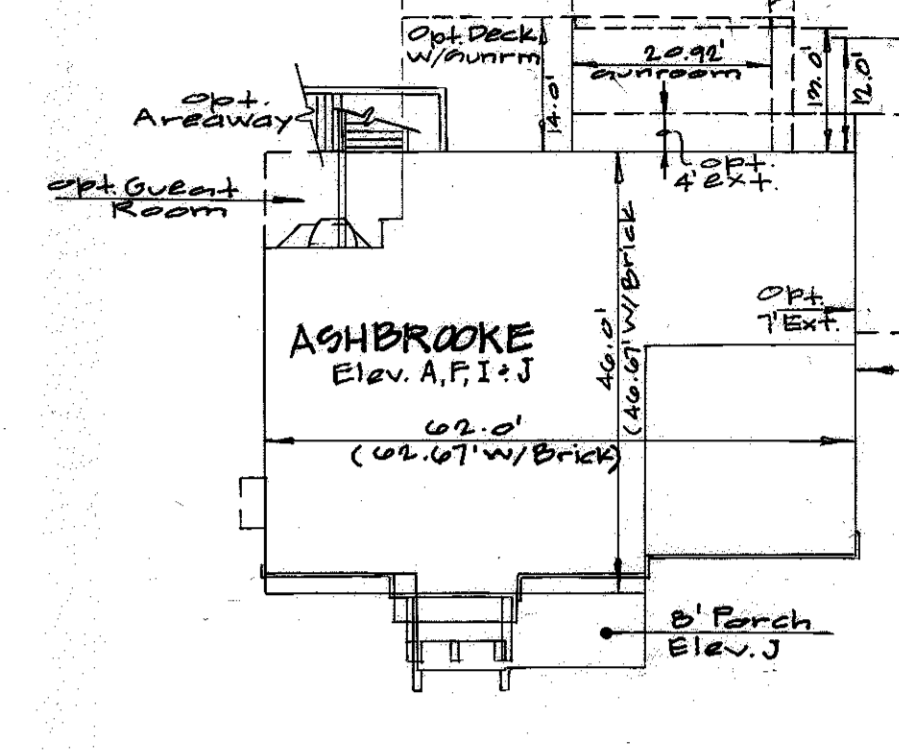 Opt. Deck
W/Sunrm
14.0'
20.92'
Sunroom
13.0'
12.0'
Opt.
Areaway
Opt.
4' ext.
Opt. Guest
Room
Opt.
7' Ext.
ASHBROOKE
Elev. A, F, I & J
46.0'
(46.67' W/Brick
62.0'
(62.67' W/Brick)
8' Porch
Elev. J